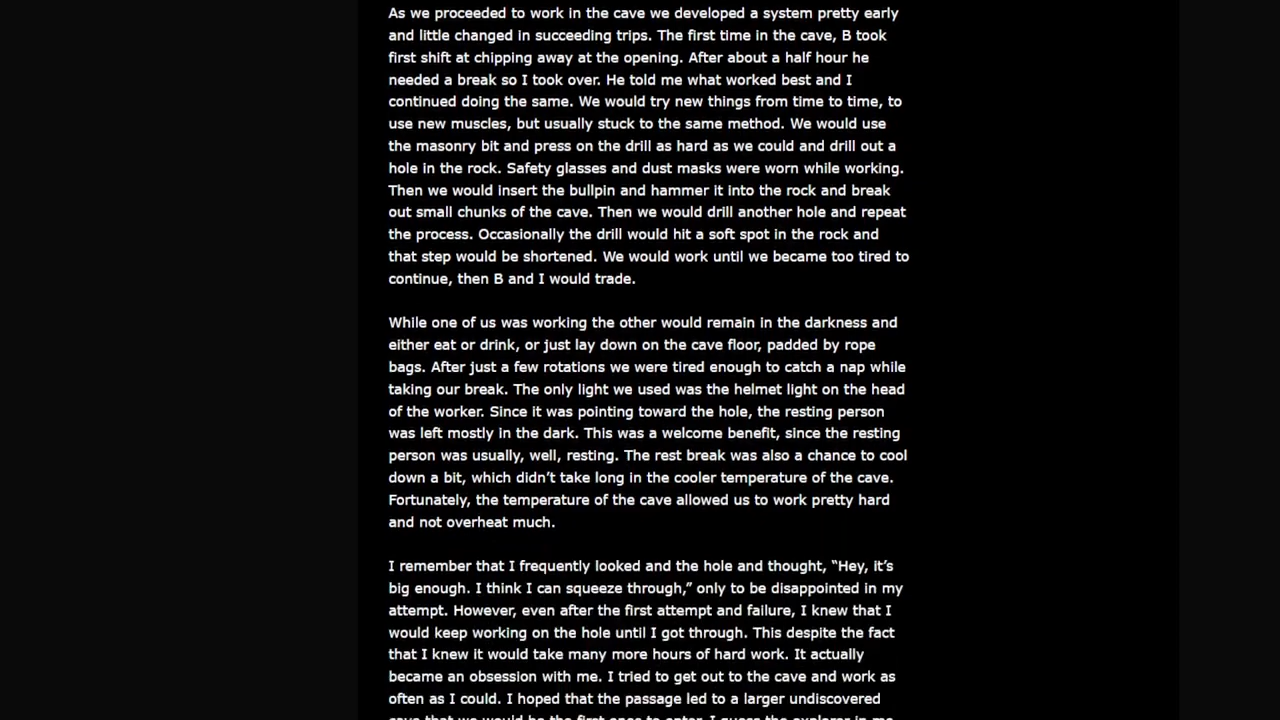 As we proceeded to work in the cave we developed a system pretty early
and little changed in succeeding trips. The first time in the cave, B took
first shift at chipping away at the opening. After about a half hour he
needed a break so I took over. He told me what worked best and I
continued doing the same. We would try new things from time to time, to
use new muscles, but usually stuck to the same method. We would use
the masonry bit and press on the drill as hard as we could and drill out a
hole in the rock. Safety glasses and dust masks were worn while working.
Then we would insert the bullpin and hammer it into the rock and break
out small chunks of the cave. Then we would drill another hole and repeat
the process. Occasionally the drill would hit a soft spot in the rock and
that step would be shortened. We would work until we became too tired to
continue, then B and I would trade.
While one of us was working the other would remain in the darkness and
either eat or drink, or just lay down on the cave floor, padded by rope
bags. After just a few rotations we were tired enough to catch a nap while
taking our break. The only light we used was the helmet light on the head
of the worker. Since it was pointing toward the hole, the resting person
was left mostly in the dark. This was a welcome benefit, since the resting
person was usually, well, resting. The rest break was also a chance to cool
down a bit, which didn’t take long in the cooler temperature of the cave.
Fortunately, the temperature of the cave allowed us to work pretty hard
and not overheat much.
I remember that I frequently looked and the hole and thought, “Hey, it’s
big enough. I think I can squeeze through,” only to be disappointed in my
attempt. However, even after the first attempt and failure, I knew that I
would keep working on the hole until I got through. This despite the fact
that I knew it would take many more hours of hard work. It actually
became an obsession with me. I tried to get out to the cave and work as
often as I could. I hoped that the passage led to a larger undiscovered
cave that we would be the first ones to enter. I guess the explorer in me